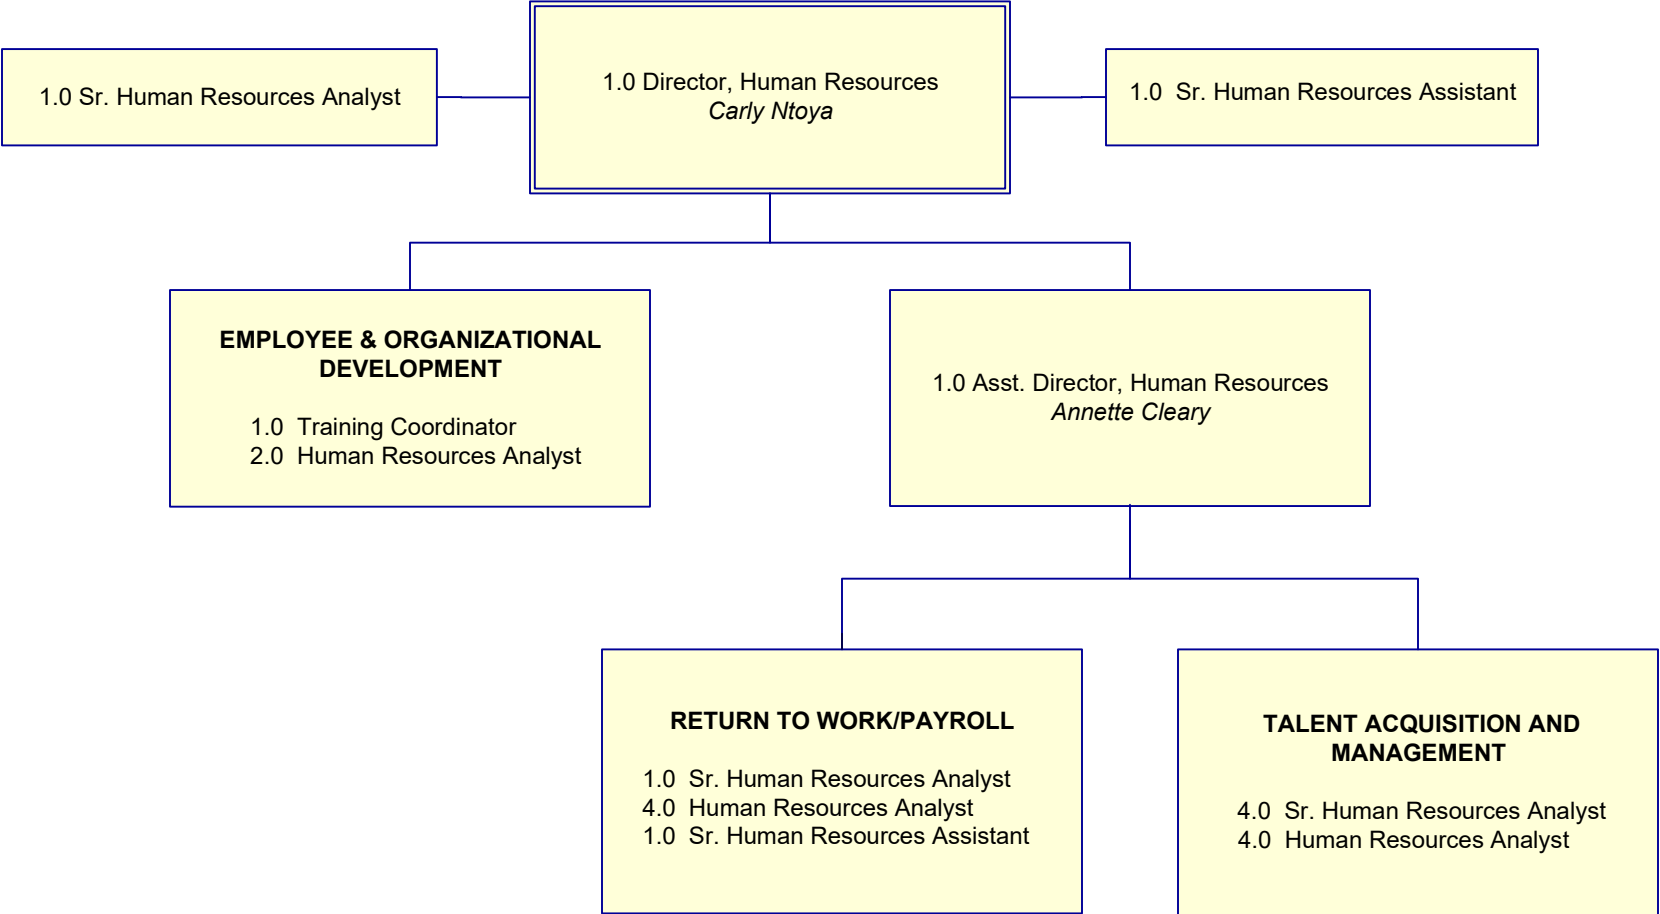 1.0 Sr. Human Resources Analyst
1.0 Director, Human Resources
Carly Ntoya
1.0 Sr. Human Resources Assistant
EMPLOYEE & ORGANIZATIONAL
DEVELOPMENT
1.0 Training Coordinator
2.0 Human Resources Analyst
1.0 Asst. Director, Human Resources
Annette Cleary
RETURN TO WORK/PAYROLL
1.0 Sr. Human Resources Analyst
4.0 Human Resources Analyst
1.0 Sr. Human Resources Assistant
TALENT ACQUISITION AND
MANAGEMENT
4.0 Sr. Human Resources Analyst
4.0 Human Resources Analyst